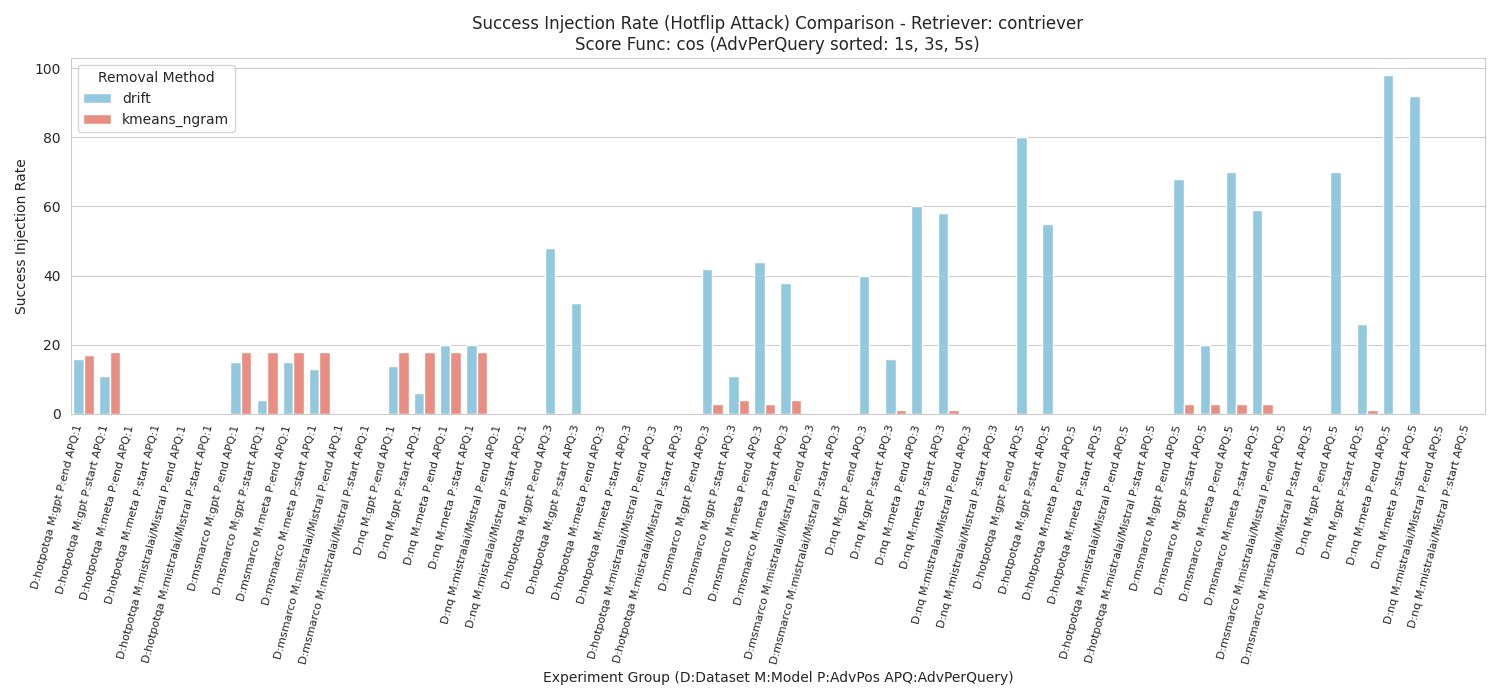 Success Injection Rate (Hotflip Attack) Comparison - Retriever: contriever
Score Func: cos (AdvPerQuery sorted: 1s, 3s, 5s)
Removal Method
drift
kmeans_ngram
Success Injection Rate
100
80
60
40
20
0
D:hotpotqa M:gpt P:end APQ:1
D:hotpotqa M:gpt P:start APQ:1
D:hotpotqa M:meta P:end APQ:1
D:hotpotqa M:meta P:start APQ:1
D:hotpotqa M:mistralai/Mistral P:end APQ:1
D:hotpotqa M:mistralai/Mistral P:start APQ:1
D:msmarco M:gpt P:end APQ:1
D:msmarco M:gpt P:start APQ:1
D:msmarco M:meta P:end APQ:1
D:msmarco M:meta P:start APQ:1
D:msmarco M:mistralai/Mistral P:end APQ:1
D:msmarco M:mistralai/Mistral P:start APQ:1
D:nq M:gpt P:end APQ:1
D:nq M:gpt P:start APQ:1
D:nq M:meta P:end APQ:1
D:nq M:meta P:start APQ:1
D:nq M:mistralai/Mistral P:end APQ:1
D:nq M:mistralai/Mistral P:start APQ:1
D:hotpotqa M:gpt P:end APQ:3
D:hotpotqa M:gpt P:start APQ:3
D:hotpotqa M:meta P:end APQ:3
D:hotpotqa M:meta P:start APQ:3
D:hotpotqa M:mistralai/Mistral P:end APQ:3
D:hotpotqa M:mistralai/Mistral P:start APQ:3
D:msmarco M:gpt P:end APQ:3
D:msmarco M:gpt P:start APQ:3
D:msmarco M:meta P:end APQ:3
D:msmarco M:meta P:start APQ:3
D:msmarco M:mistralai/Mistral P:end APQ:3
D:msmarco M:mistralai/Mistral P:start APQ:3
D:nq M:gpt P:end APQ:3
D:nq M:gpt P:start APQ:3
D:nq M:meta P:end APQ:3
D:nq M:meta P:start APQ:3
D:nq M:mistralai/Mistral P:end APQ:3
D:nq M:mistralai/Mistral P:start APQ:3
D:hotpotqa M:gpt P:end APQ:5
D:hotpotqa M:gpt P:start APQ:5
D:hotpotqa M:meta P:end APQ:5
D:hotpotqa M:meta P:start APQ:5
D:hotpotqa M:mistralai/Mistral P:end APQ:5
D:hotpotqa M:mistralai/Mistral P:start APQ:5
D:msmarco M:gpt P:end APQ:5
D:msmarco M:gpt P:start APQ:5
D:msmarco M:meta P:end APQ:5
D:msmarco M:meta P:start APQ:5
D:msmarco M:mistralai/Mistral P:end APQ:5
D:msmarco M:mistralai/Mistral P:start APQ:5
D:nq M:gpt P:end APQ:5
D:nq M:gpt P:start APQ:5
D:nq M:meta P:end APQ:5
D:nq M:meta P:start APQ:5
D:nq M:mistralai/Mistral P:end APQ:5
D:nq M:mistralai/Mistral P:start APQ:5
Experiment Group (D:Dataset M:Model P:AdvPos APQ:AdvPerQuery)